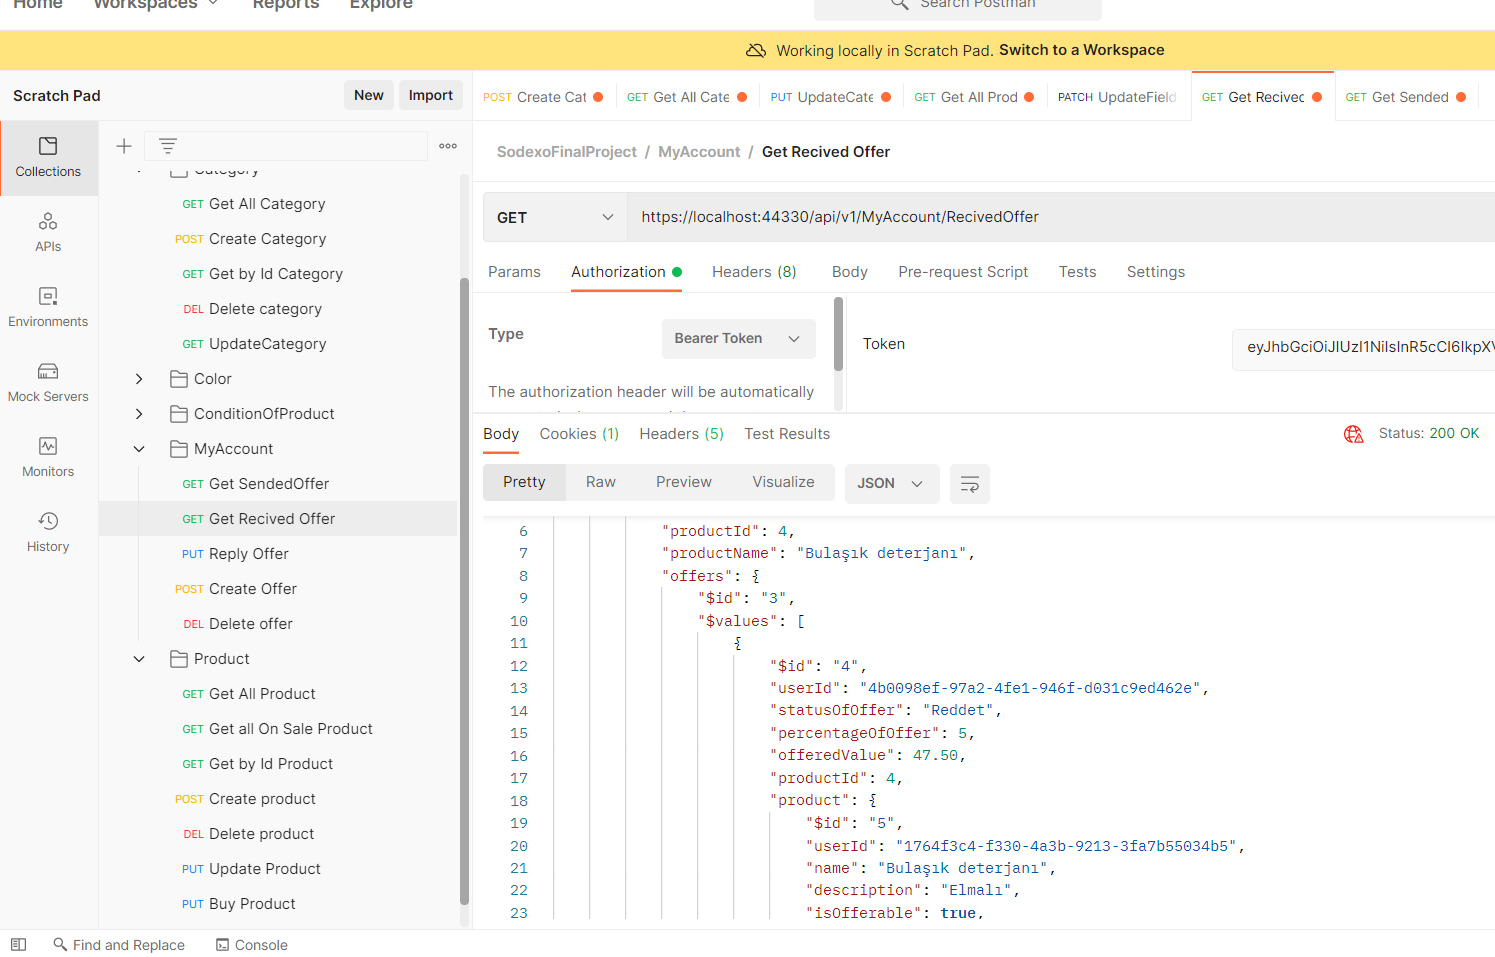 Home Workspaces Reports Explore Search Postman
Working locally in Scratch Pad. Switch to a Workspace
Scratch Pad New Import
POST Create Cat GET Get All Cate PUT UpdateCate GET Get All Prod PATCH UpdateField GET Get Recivec GET Get Sended
Collections
APIs
Environments
Mock Servers
Monitors
History
Category
GET Get All Category
POST Create Category
GET Get by Id Category
DEL Delete category
GET UpdateCategory
Color
ConditionOfProduct
MyAccount
GET Get SendedOffer
GET Get Recived Offer
PUT Reply Offer
POST Create Offer
DEL Delete offer
Product
GET Get All Product
GET Get all On Sale Product
GET Get by Id Product
POST Create product
DEL Delete product
PUT Update Product
PUT Buy Product
SodexoFinalProject / MyAccount / Get Recived Offer
GET https://localhost:44330/api/v1/MyAccount/RecivedOffer
Params Authorization Headers (8) Body Pre-request Script Tests Settings
Type Bearer Token
The authorization header will be automatically
Token eyJhbGciOiJIUzI1NiIsInR5cCI6IkpXV
Body Cookies (1) Headers (5) Test Results Status: 200 OK
Pretty Raw Preview Visualize JSON
6 "productId": 4,
7 "productName": "Bulaşık deterjanı",
8 "offers": {
9 "$id": "3",
10 "$values": [
11 {
12 "$id": "4",
13 "userId": "4b0098ef-97a2-4fe1-946f-d031c9ed462e",
14 "statusOfOffer": "Reddet",
15 "percentageOfOffer": 5,
16 "offeredValue": 47.50,
17 "productId": 4,
18 "product": {
19 "$id": "5",
20 "userId": "1764f3c4-f330-4a3b-9213-3fa7b55034b5",
21 "name": "Bulaşık deterjanı",
22 "description": "Elmalı",
23 "isOfferable": true,
Find and Replace Console